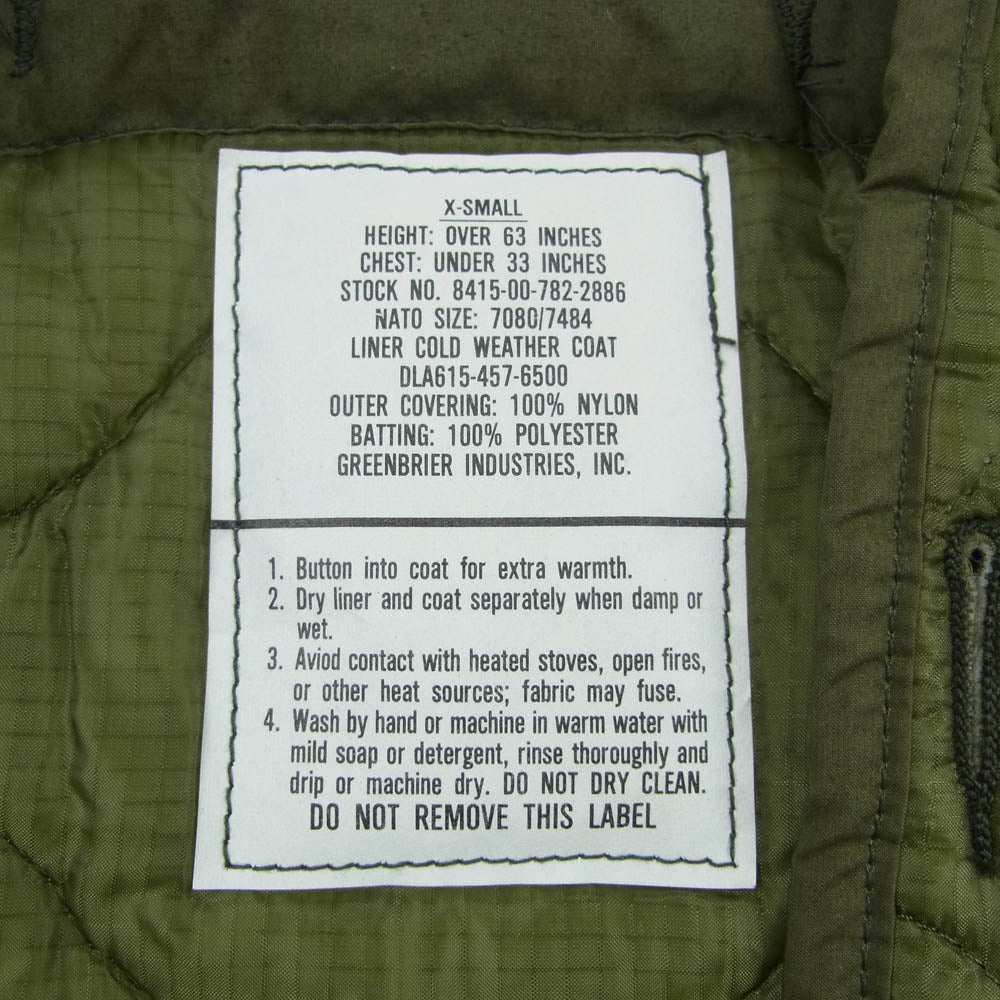 X-SMALL
HEIGHT: OVER 63 INCHES
CHEST: UNDER 33 INCHES
STOCK NO. 8415-00-782-2886
NATO SIZE: 7080/7484
LINER COLD WEATHER COAT
DLA615-457-6500
OUTER COVERING: 100% NYLON
BATTING: 100% POLYESTER
GREENBRIER INDUSTRIES, INC.
1. Button into coat for extra warmth.
2. Dry liner and coat separately when damp or
wet.
3. Aviod contact with heated stoves, open fires,
or other heat sources; fabric may fuse.
4. Wash by hand or machine in warm water with
mild soap or detergent, rinse thoroughly and
drip or machine dry. DO NOT DRY CLEAN.
DO NOT REMOVE THIS LABEL